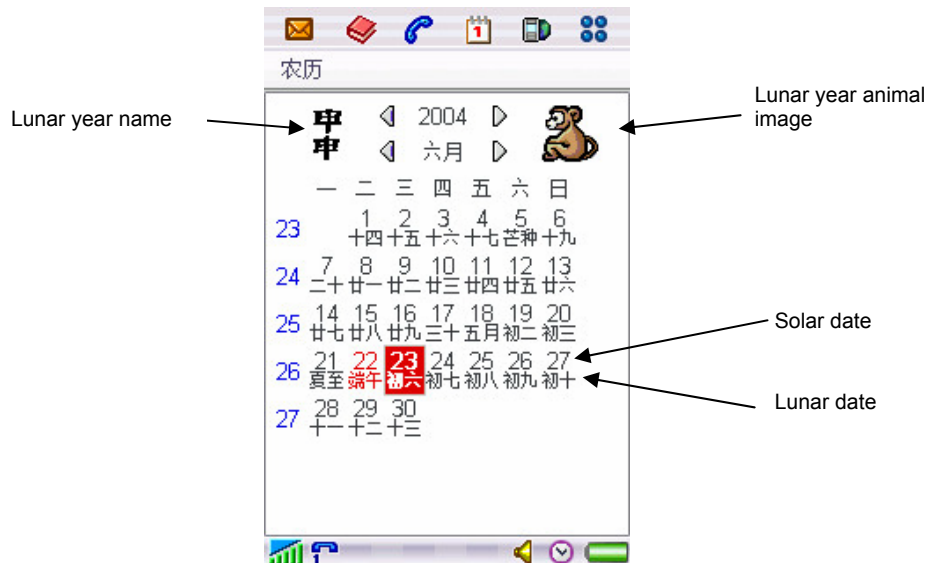 1
农历
Lunar year name
申
申
2004
六月
Lunar year animal
image
一 二 三 四 五 六 日
23 1 2 3 4 5 6
十四 十五 十六 十七 芒种 十九
24 7 8 9 10 11 12 13
二十 廿一 廿二 廿三 廿四 廿五 廿六
25 14 15 16 17 18 19 20
廿七 廿八 廿九 三十 五月 初二 初三
Solar date
26 21 22 23 24 25 26 27
夏至 端午 初六 初七 初八 初九 初十
Lunar date
27 28 29 30
十一 十二 十三
1